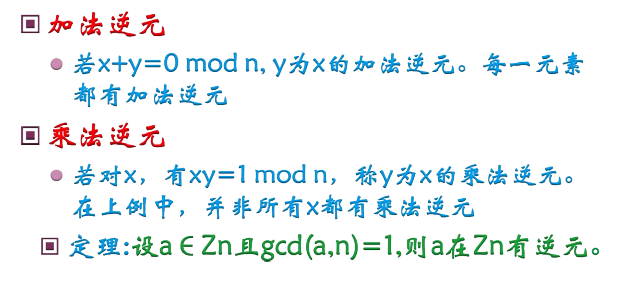 加法逆元
若x+y=0 mod n, y为x的加法逆元。每一元素
都有加法逆元
乘法逆元
若对x，有xy=1 mod n，称y为x的乘法逆元。
在上例中，并非所有x都有乘法逆元
定理:设a∈Zn且gcd(a,n)=1,则a在Zn有逆元。